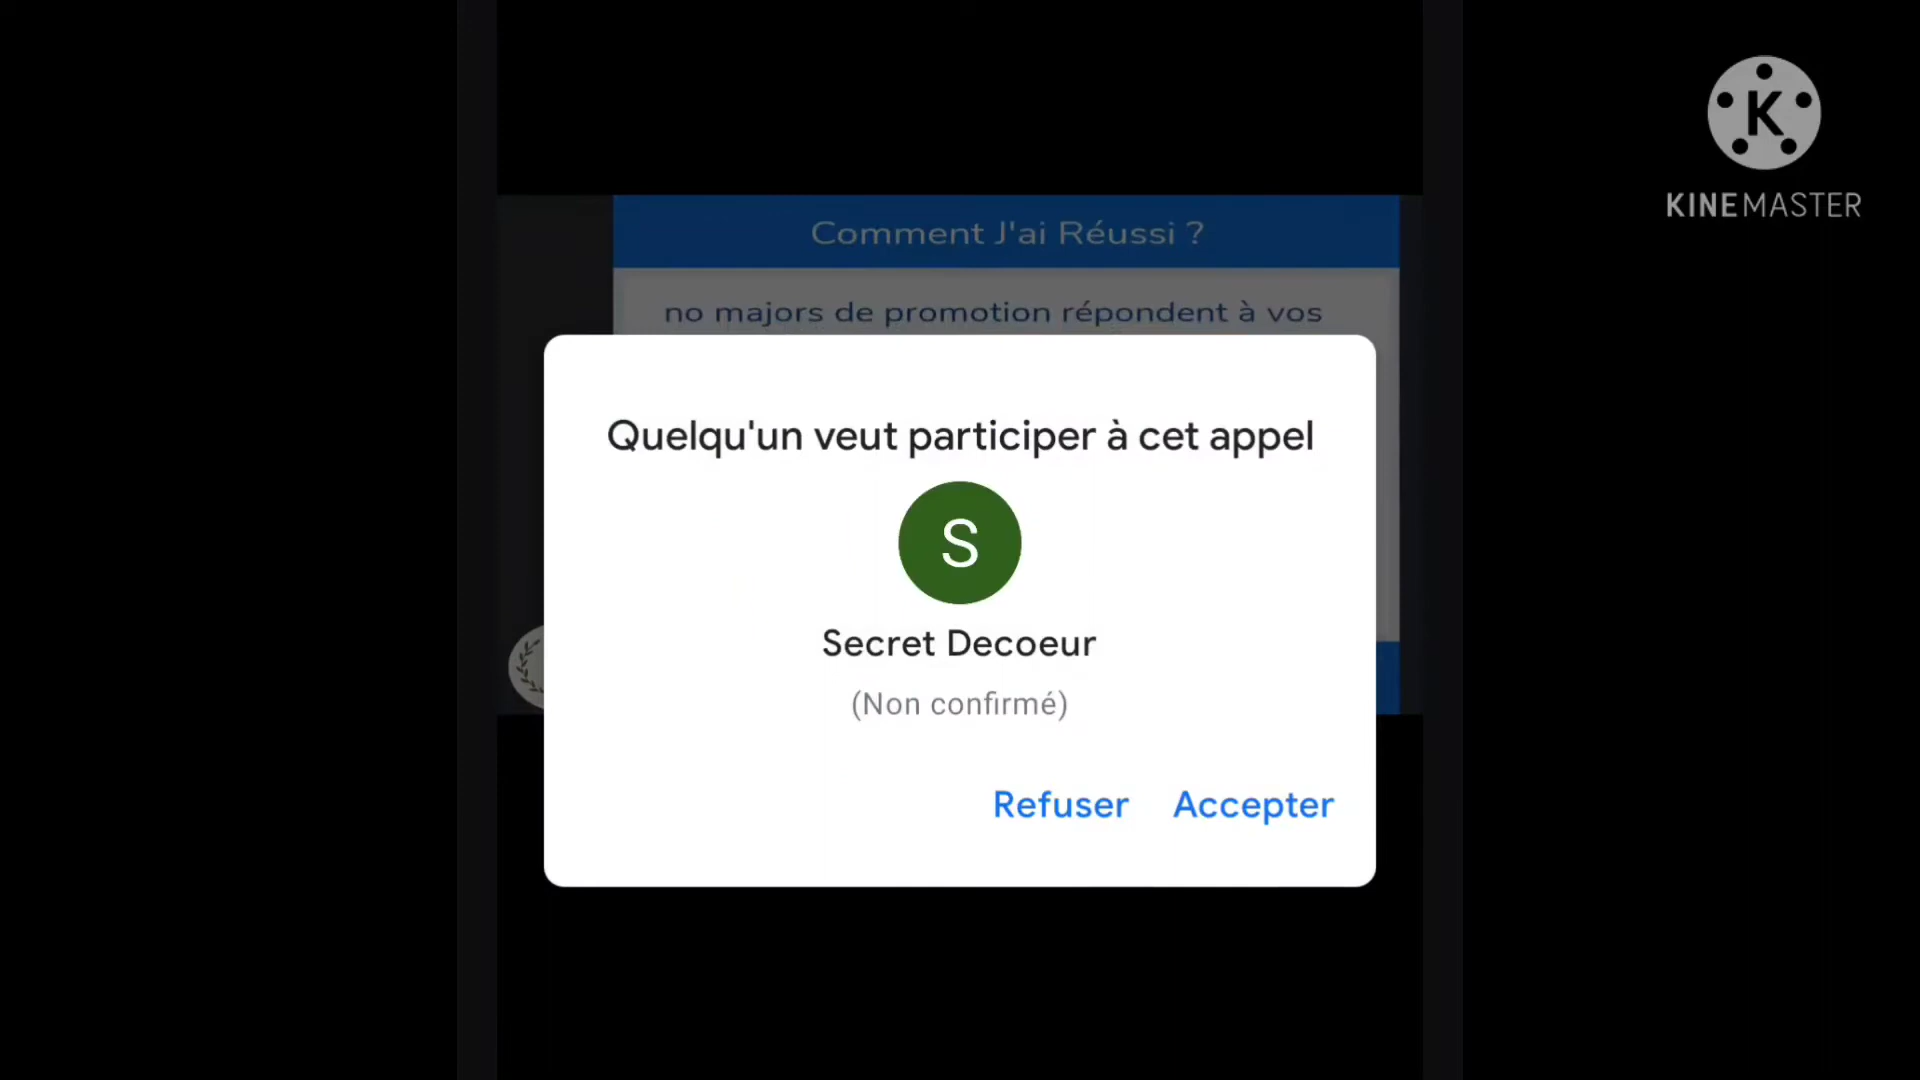 K
KINEMASTER
Comment J'ai Réussi ?
no majors de promotion répondent à vos
Quelqu'un veut participer à cet appel
S
Secret Decoeur
(Non confirmé)
Refuser Accepter